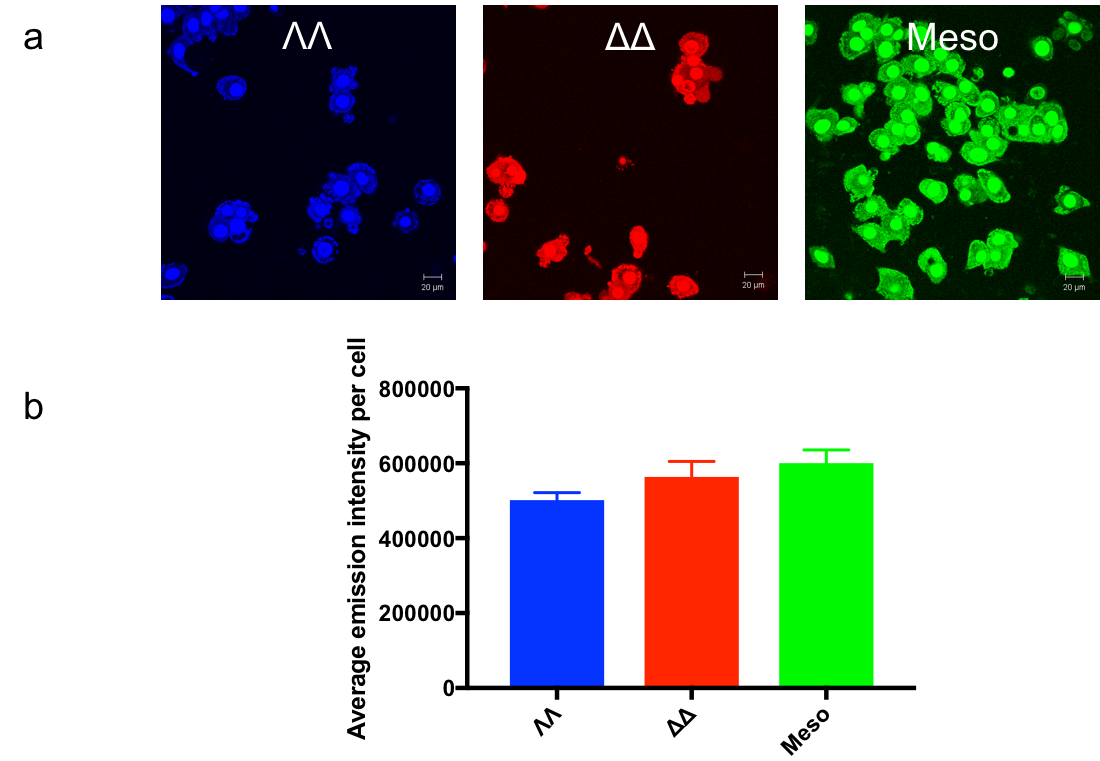 a
ΛΛ
ΔΔ
Meso
20 µm
20 µm
20 µm
b
Average emission intensity per cell
800000
600000
400000
200000
0
ΛΛ
ΔΔ
Meso